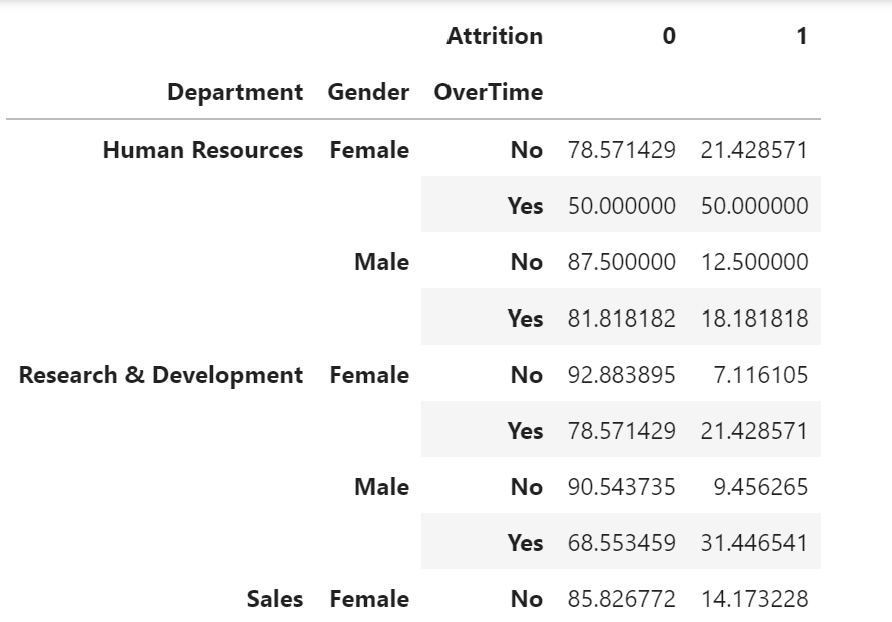 Attrition 0 1
Department Gender OverTime
Human Resources Female No 78.571429 21.428571
Yes 50.000000 50.000000
Male No 87.500000 12.500000
Yes 81.818182 18.181818
Research & Development Female No 92.883895 7.116105
Yes 78.571429 21.428571
Male No 90.543735 9.456265
Yes 68.553459 31.446541
Sales Female No 85.826772 14.173228